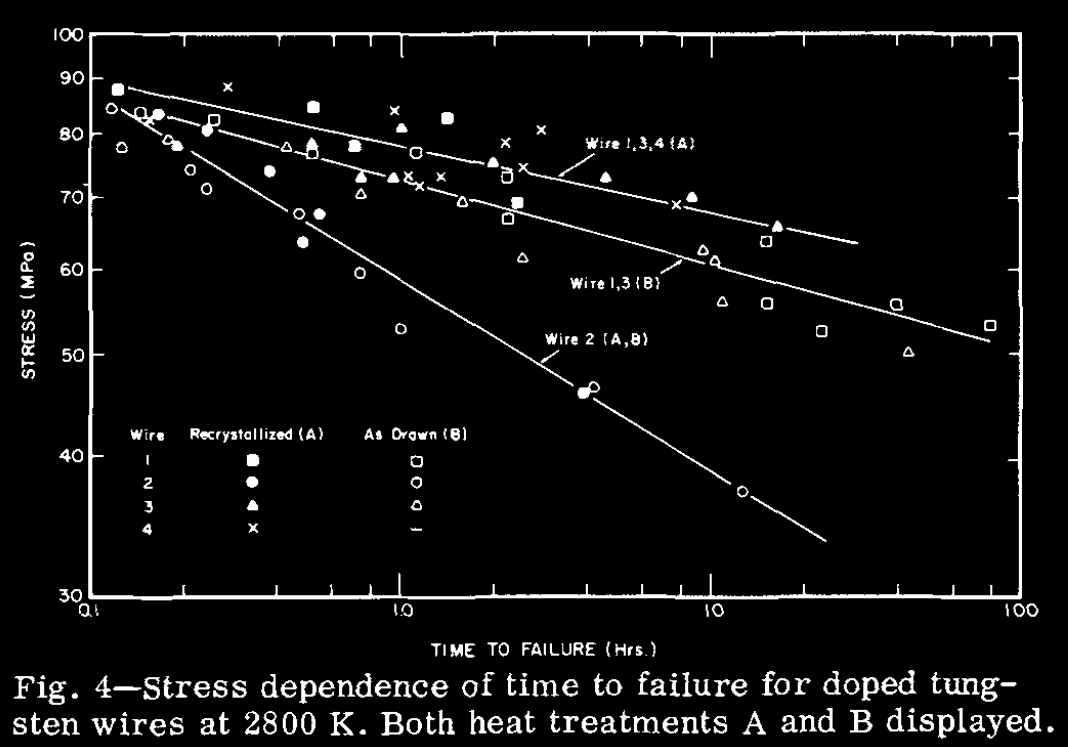 100
90
80
70
60
50
40
30
STRESS (MPa)
Wire 1,3,4 (A)
Wire 1,3 (B)
Wire 2 (A,B)
Wire Recrystallized (A) As Drawn (B)
1
2
3
4
0.1 1.0 10 100
TIME TO FAILURE (Hrs.)
Fig. 4—Stress dependence of time to failure for doped tung-
sten wires at 2800 K. Both heat treatments A and B displayed.